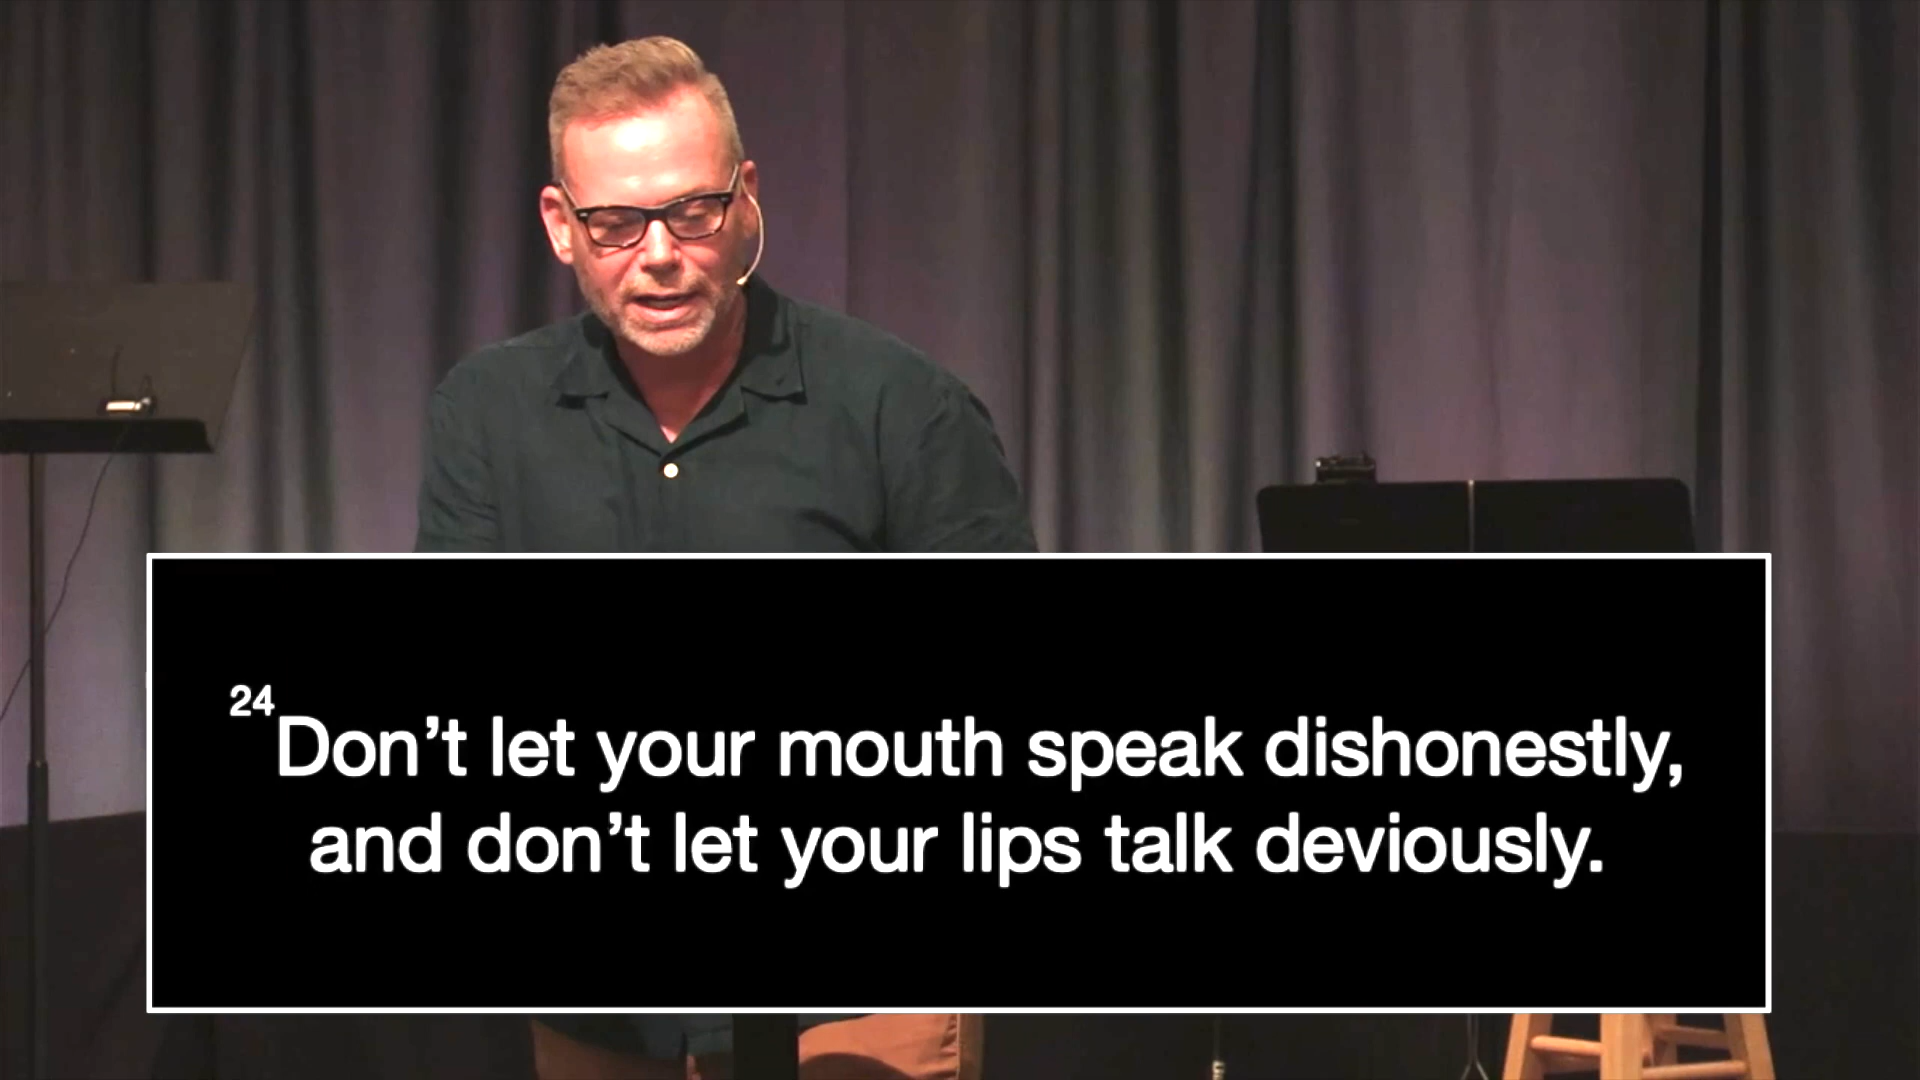 24 Don’t let your mouth speak dishonestly,
and don’t let your lips talk deviously.